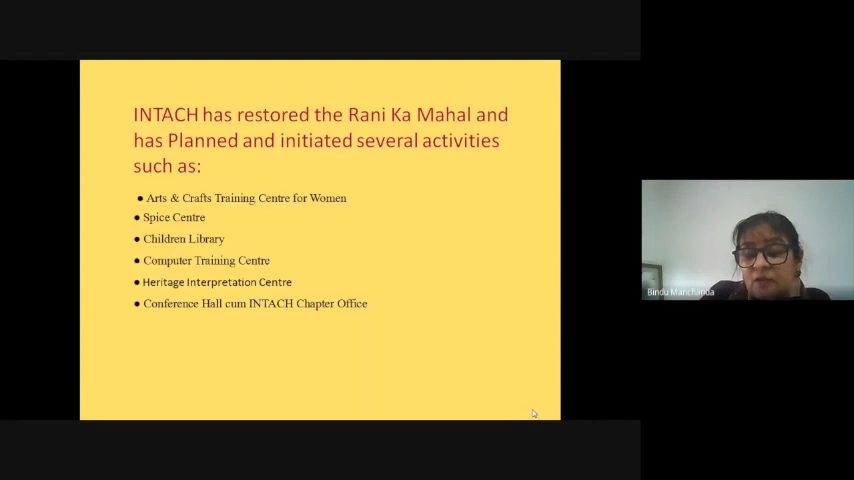 INTACH has restored the Rani Ka Mahal and
has Planned and initiated several activities
such as:
● Arts & Crafts Training Centre for Women
● Spice Centre
● Children Library
● Computer Training Centre
● Heritage Interpretation Centre
● Conference Hall cum INTACH Chapter Office
Bindu Manchanda